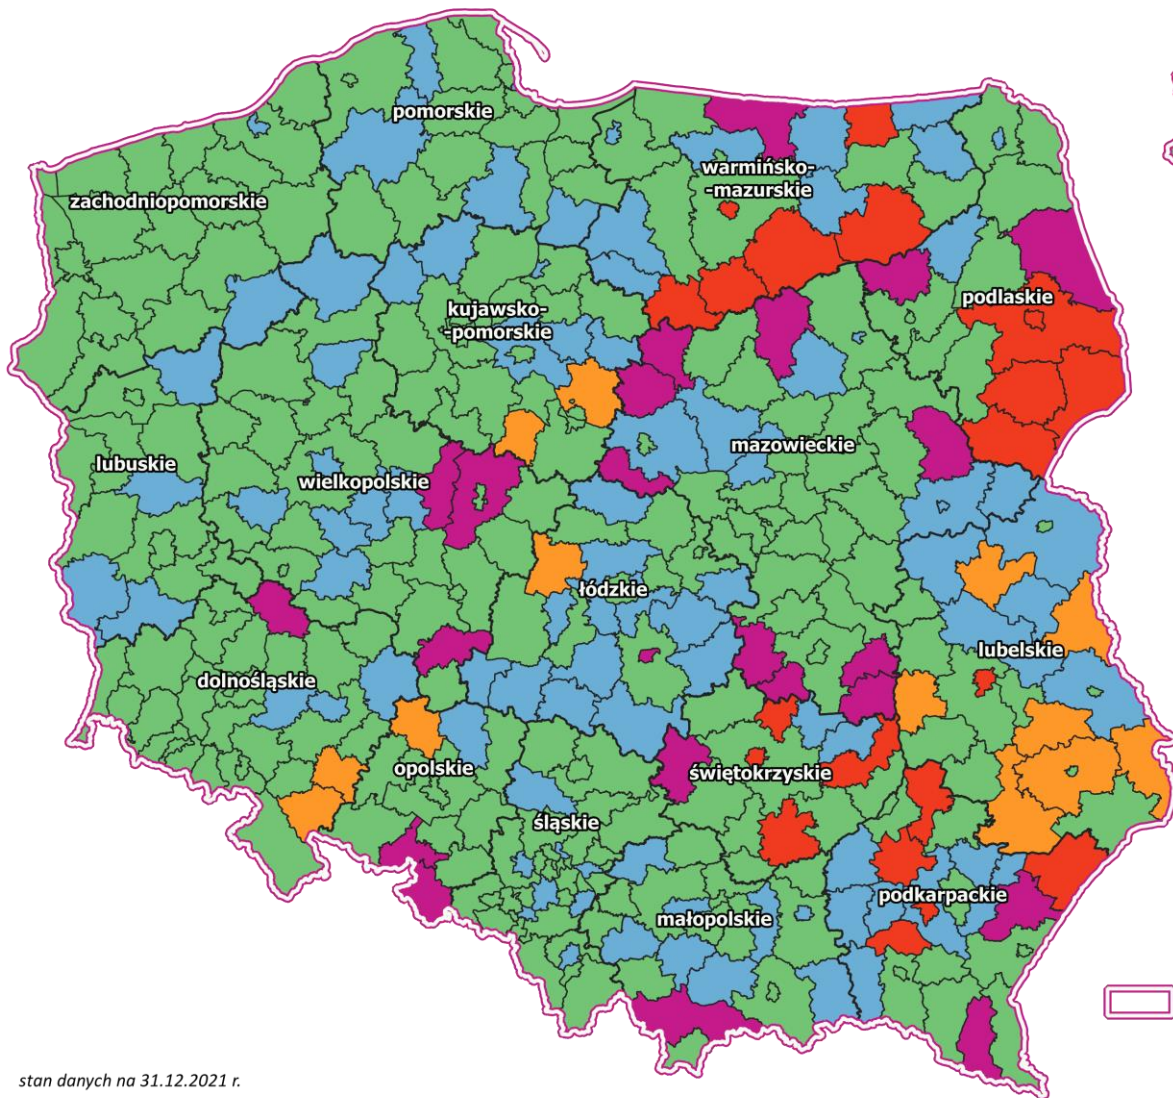 pomorskie
warmińsko-
-mazurskie
zachodniopomorskie
podlaskie
kujawsko-
-pomorskie
mazowieckie
lubuskie
wielkopolskie
łódzkie
lubelskie
dolnośląskie
opolskie
świętokrzyskie
śląskie
podkarpackie
małopolskie
stan danych na 31.12.2021 r.